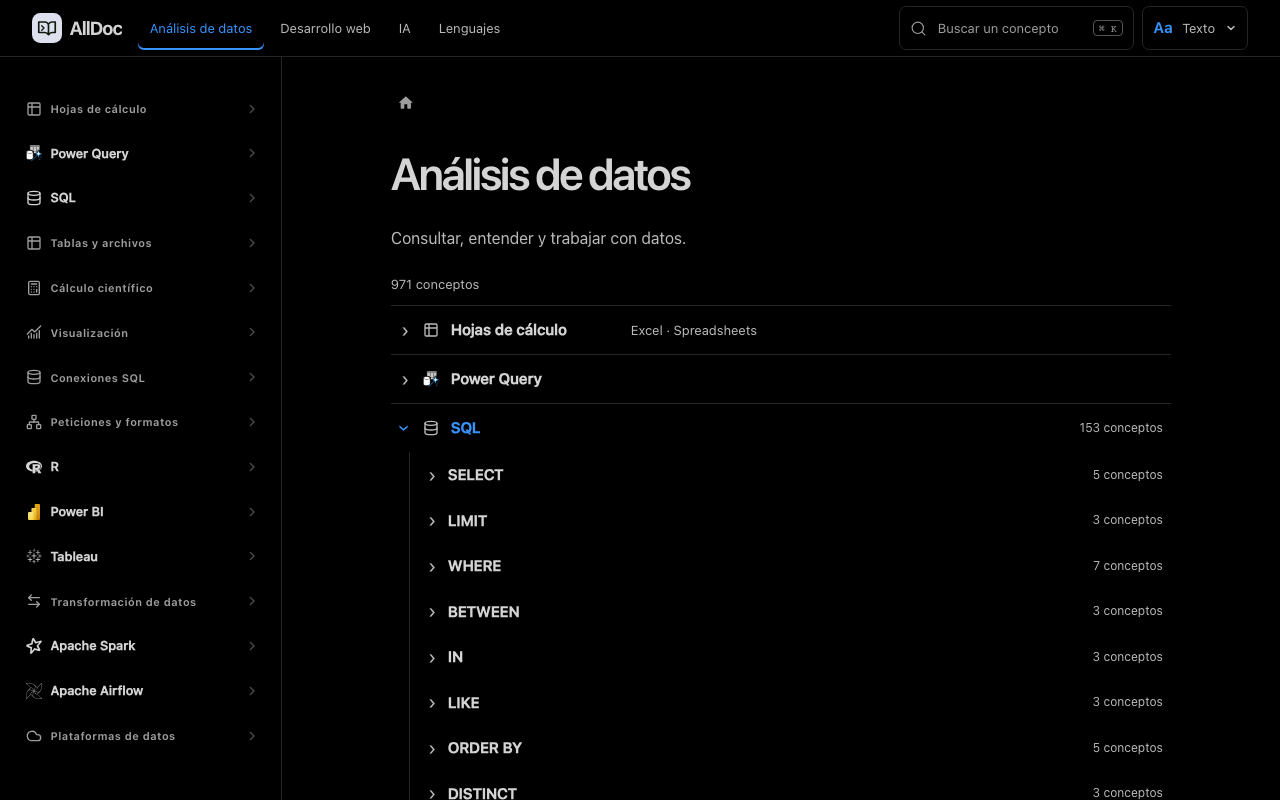 AllDoc
Análisis de datos
Desarrollo web
IA
Lenguajes
Buscar un concepto
⌘ K
Aa Texto
Hojas de cálculo
Power Query
SQL
Tablas y archivos
Cálculo científico
Visualización
Conexiones SQL
Peticiones y formatos
R
Power BI
Tableau
Transformación de datos
Apache Spark
Apache Airflow
Plataformas de datos
Análisis de datos
Consultar, entender y trabajar con datos.
971 conceptos
Hojas de cálculo Excel · Spreadsheets
Power Query
SQL 153 conceptos
SELECT 5 conceptos
LIMIT 3 conceptos
WHERE 7 conceptos
BETWEEN 3 conceptos
IN 3 conceptos
LIKE 3 conceptos
ORDER BY 5 conceptos
DISTINCT 3 conceptos